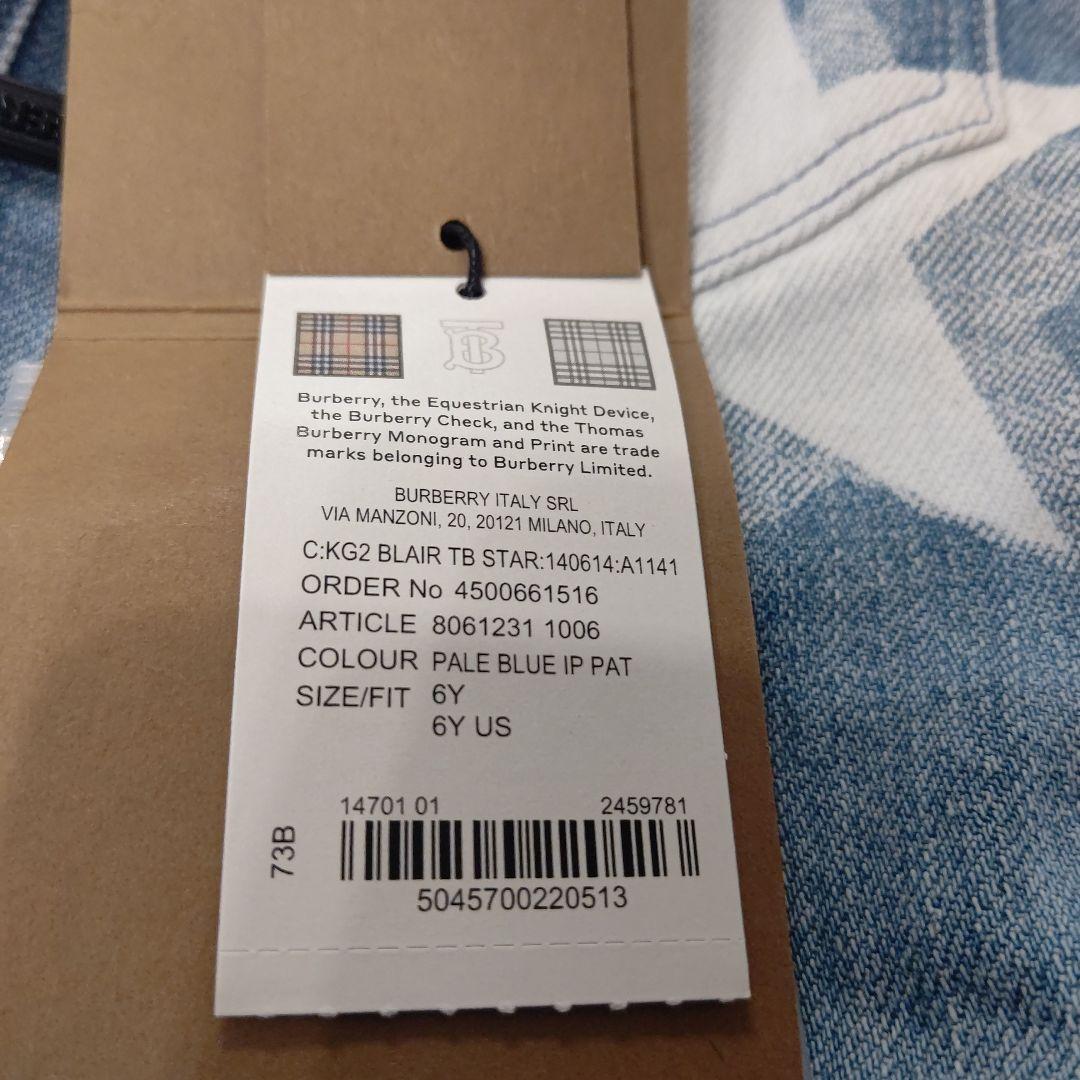 Burberry, the Equestrian Knight Device,
the Burberry Check, and the Thomas
Burberry Monogram and Print are trade
marks belonging to Burberry Limited.
BURBERRY ITALY SRL
VIA MANZONI, 20, 20121 MILANO, ITALY
C:KG2 BLAIR TB STAR:140614:A1141
ORDER No 4500661516
ARTICLE 8061231 1006
COLOUR PALE BLUE IP PAT
SIZE/FIT 6Y
6Y US
14701 01 2459781
73B
5045700220513